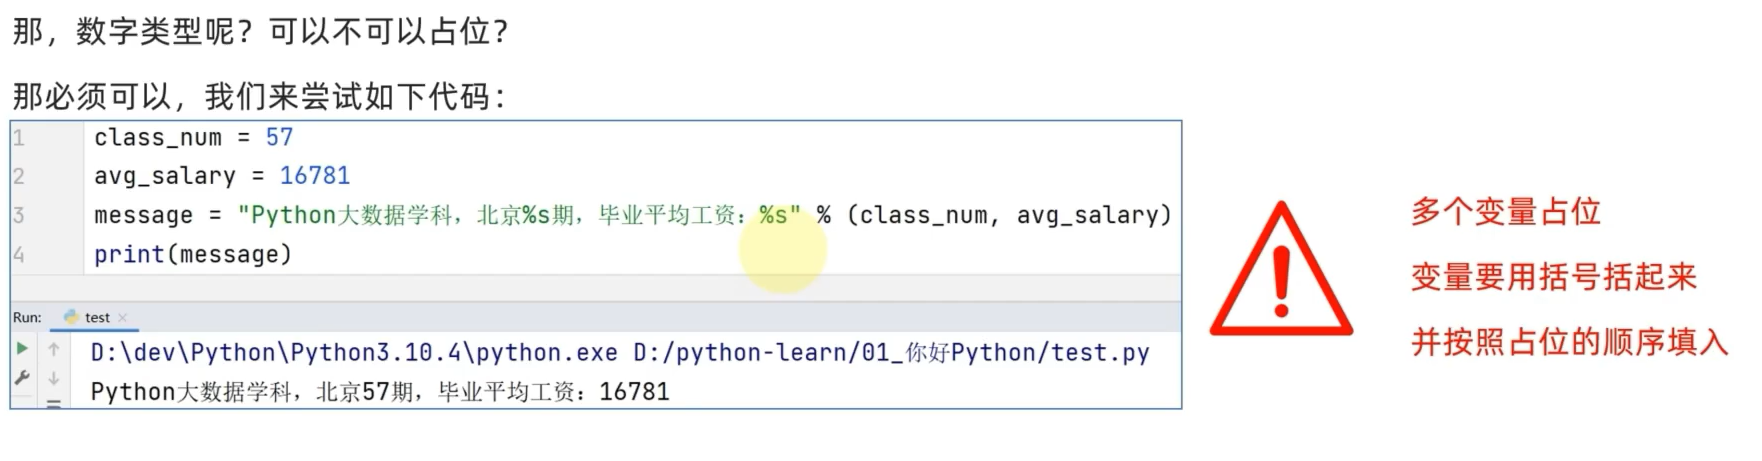 那，数字类型呢？可以不可以占位？
那必须可以，我们来尝试如下代码：
1 class_num = 57
2 avg_salary = 16781
3 message = "Python大数据学科，北京%s期，毕业平均工资：%s" % (class_num, avg_salary)
4 print(message)
Run: test
D:\dev\Python\Python3.10.4\python.exe D:/python-learn/01_你好Python/test.py
Python大数据学科，北京57期，毕业平均工资：16781
多个变量占位
变量要用括号括起来
并按照占位的顺序填入